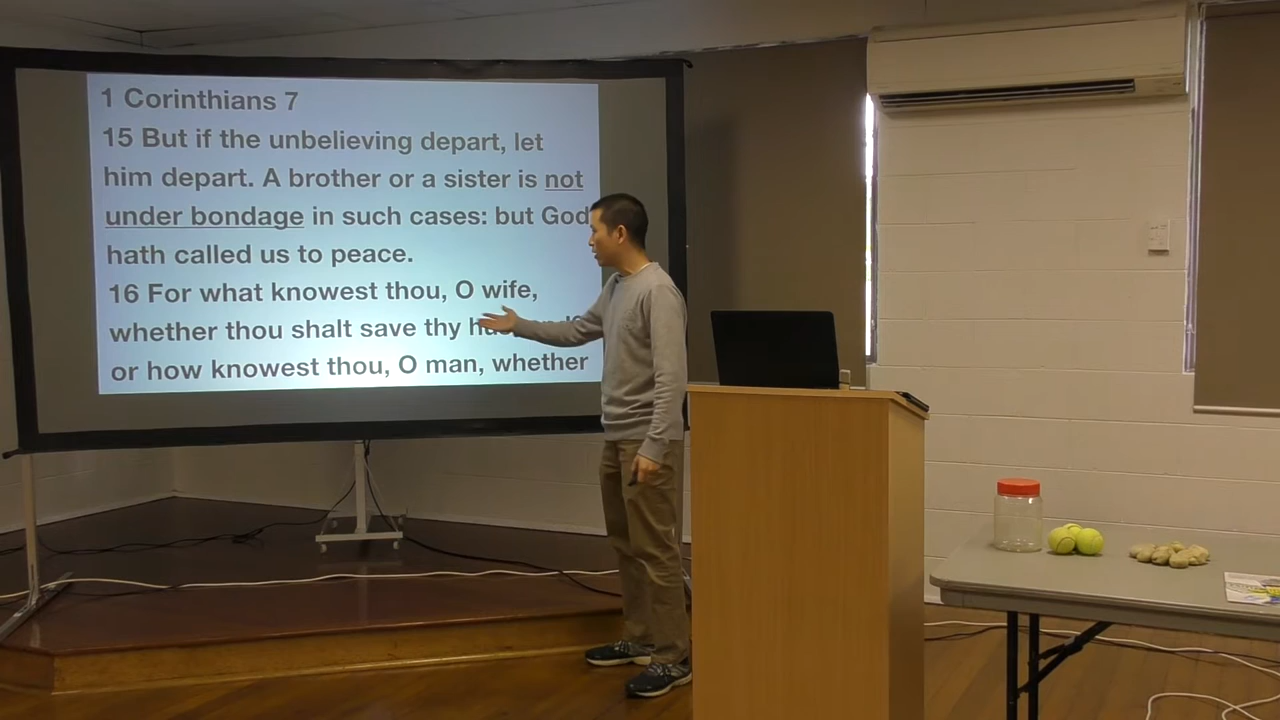 1 Corinthians 7
15 But if the unbelieving depart, let
him depart. A brother or a sister is not
under bondage in such cases: but God
hath called us to peace.
16 For what knowest thou, O wife,
whether thou shalt save thy
or how knowest thou, O man, whether